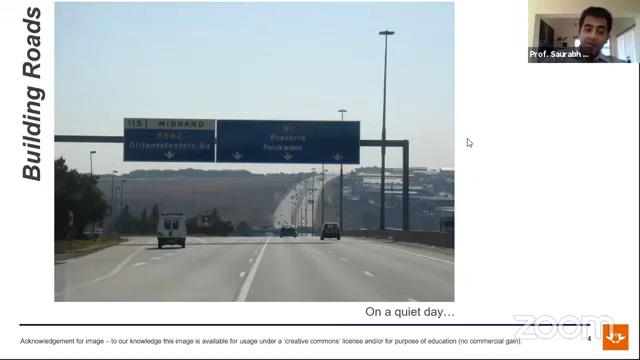 Building Roads
115 MIDRAND
R562
Olifantsfontein Rd
N1
Pretoria
Polokwane
Prof. Saurabh ...
On a quiet day…
Acknowledgement for image – to our knowledge this image is available for usage under a 'creative commons' license and/for purpose of education (no commercial gain).
4
zoom